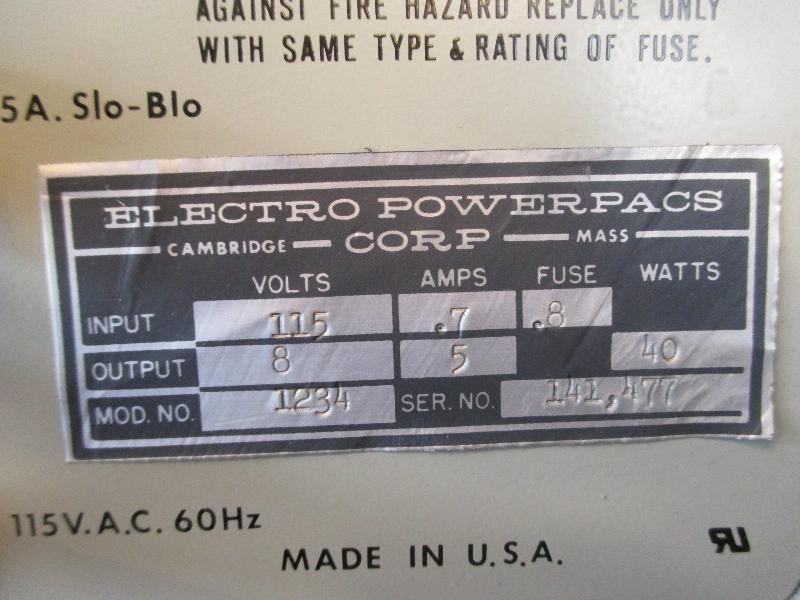 AGAINST FIRE HAZARD REPLACE ONLY
WITH SAME TYPE & RATING OF FUSE.
5A. Slo-Blo
ELECTRO POWERPACS
CAMBRIDGE CORP MASS
VOLTS AMPS FUSE WATTS
INPUT 115 .7 .8
OUTPUT 8 5 40
MOD. NO. 1234 SER. NO. 141,477
115V.A.C. 60Hz
MADE IN U.S.A.
RU